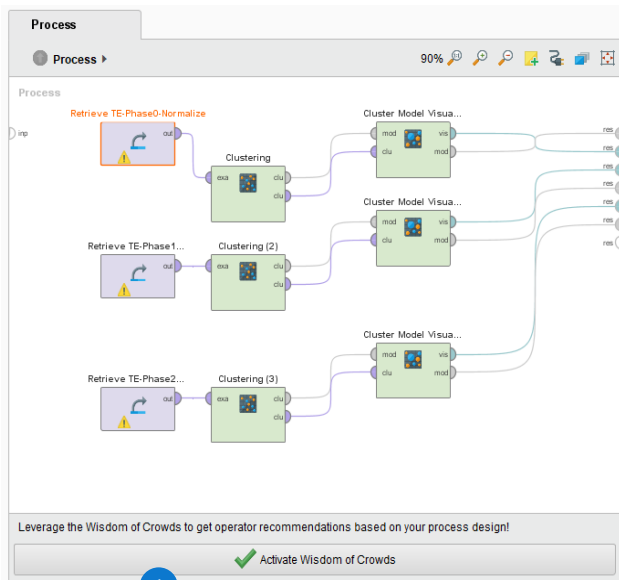 Process
Process
90%
Process
Retrieve TE-Phase0-Normalize
Cluster Model Visua...
inp
out
mod
vis
res
clu
mod
res
Clustering
exa
clu
clu
res
res
Cluster Model Visua...
mod
vis
res
clu
mod
res
res
Retrieve TE-Phase1...
Clustering (2)
out
exa
clu
clu
Cluster Model Visua...
mod
vis
clu
mod
Retrieve TE-Phase2...
Clustering (3)
out
exa
clu
clu
Leverage the Wisdom of Crowds to get operator recommendations based on your process design!
Activate Wisdom of Crowds